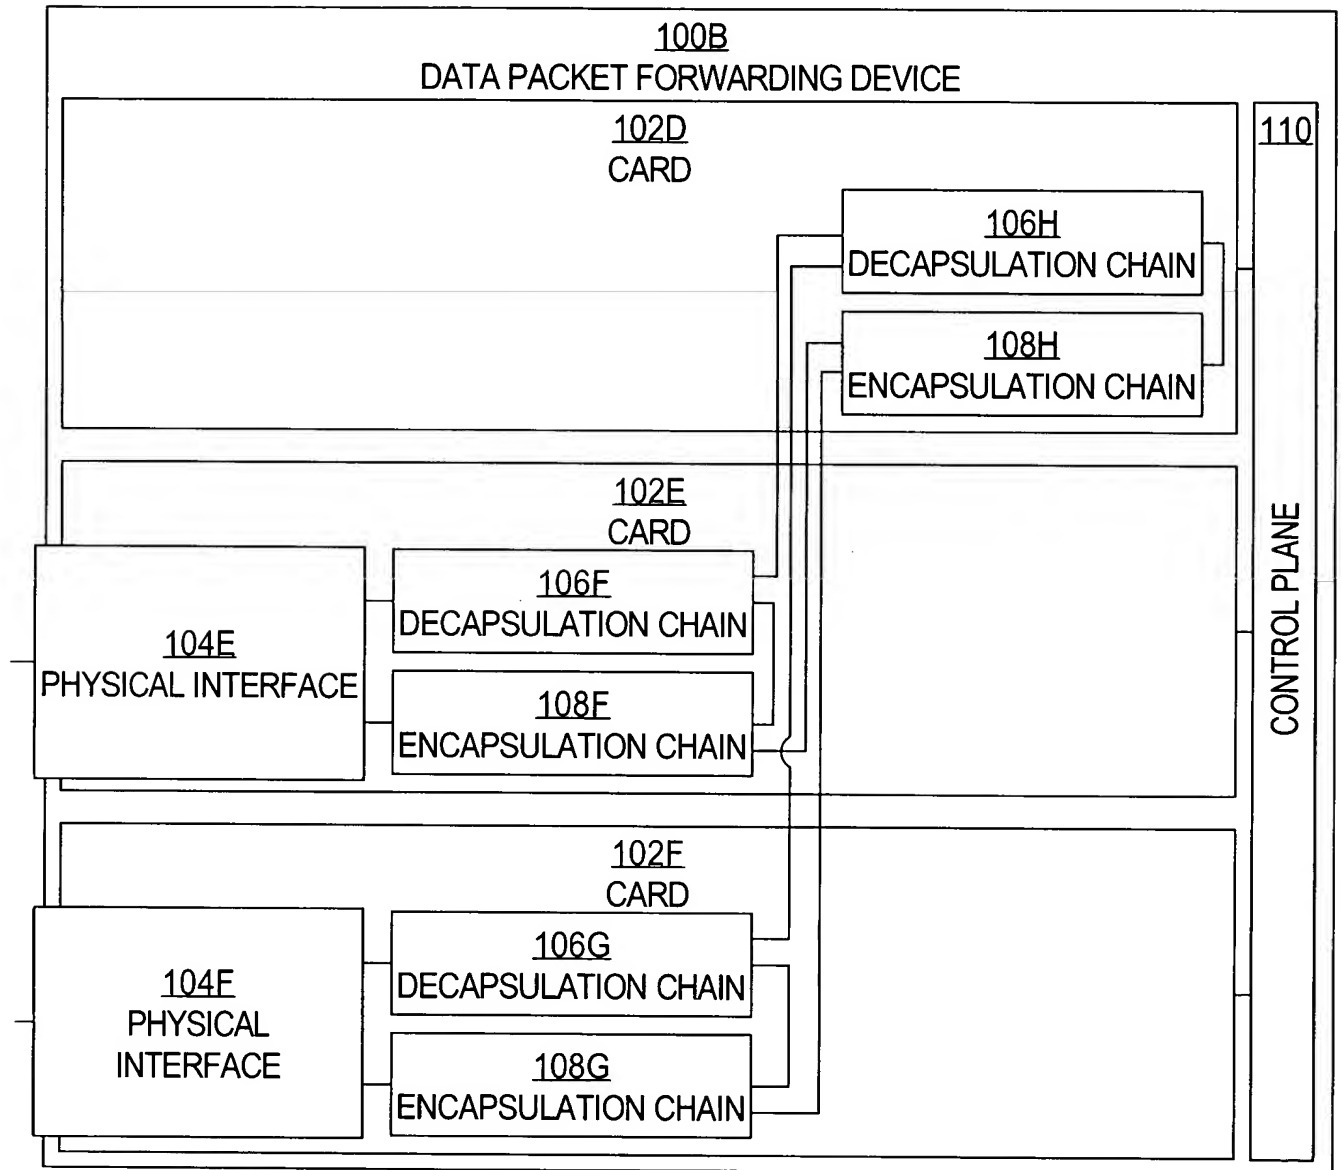 100B
DATA PACKET FORWARDING DEVICE
102D
CARD
110
106H
DECAPSULATION CHAIN
108H
ENCAPSULATION CHAIN
102E
CARD
106F
DECAPSULATION CHAIN
104E
PHYSICAL INTERFACE
108F
ENCAPSULATION CHAIN
CONTROL PLANE
102F
CARD
106G
DECAPSULATION CHAIN
104F
PHYSICAL
INTERFACE
108G
ENCAPSULATION CHAIN